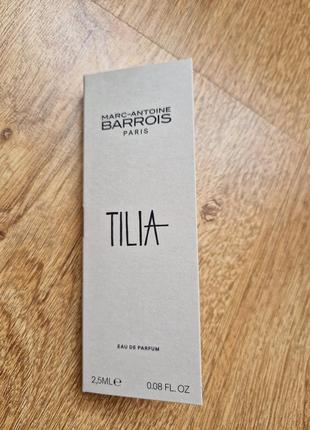 MARC-ANTOINE
BARROIS
PARIS
TILIA
EAU DE PARFUM
2,5ML℮ 0.08 FL. OZ